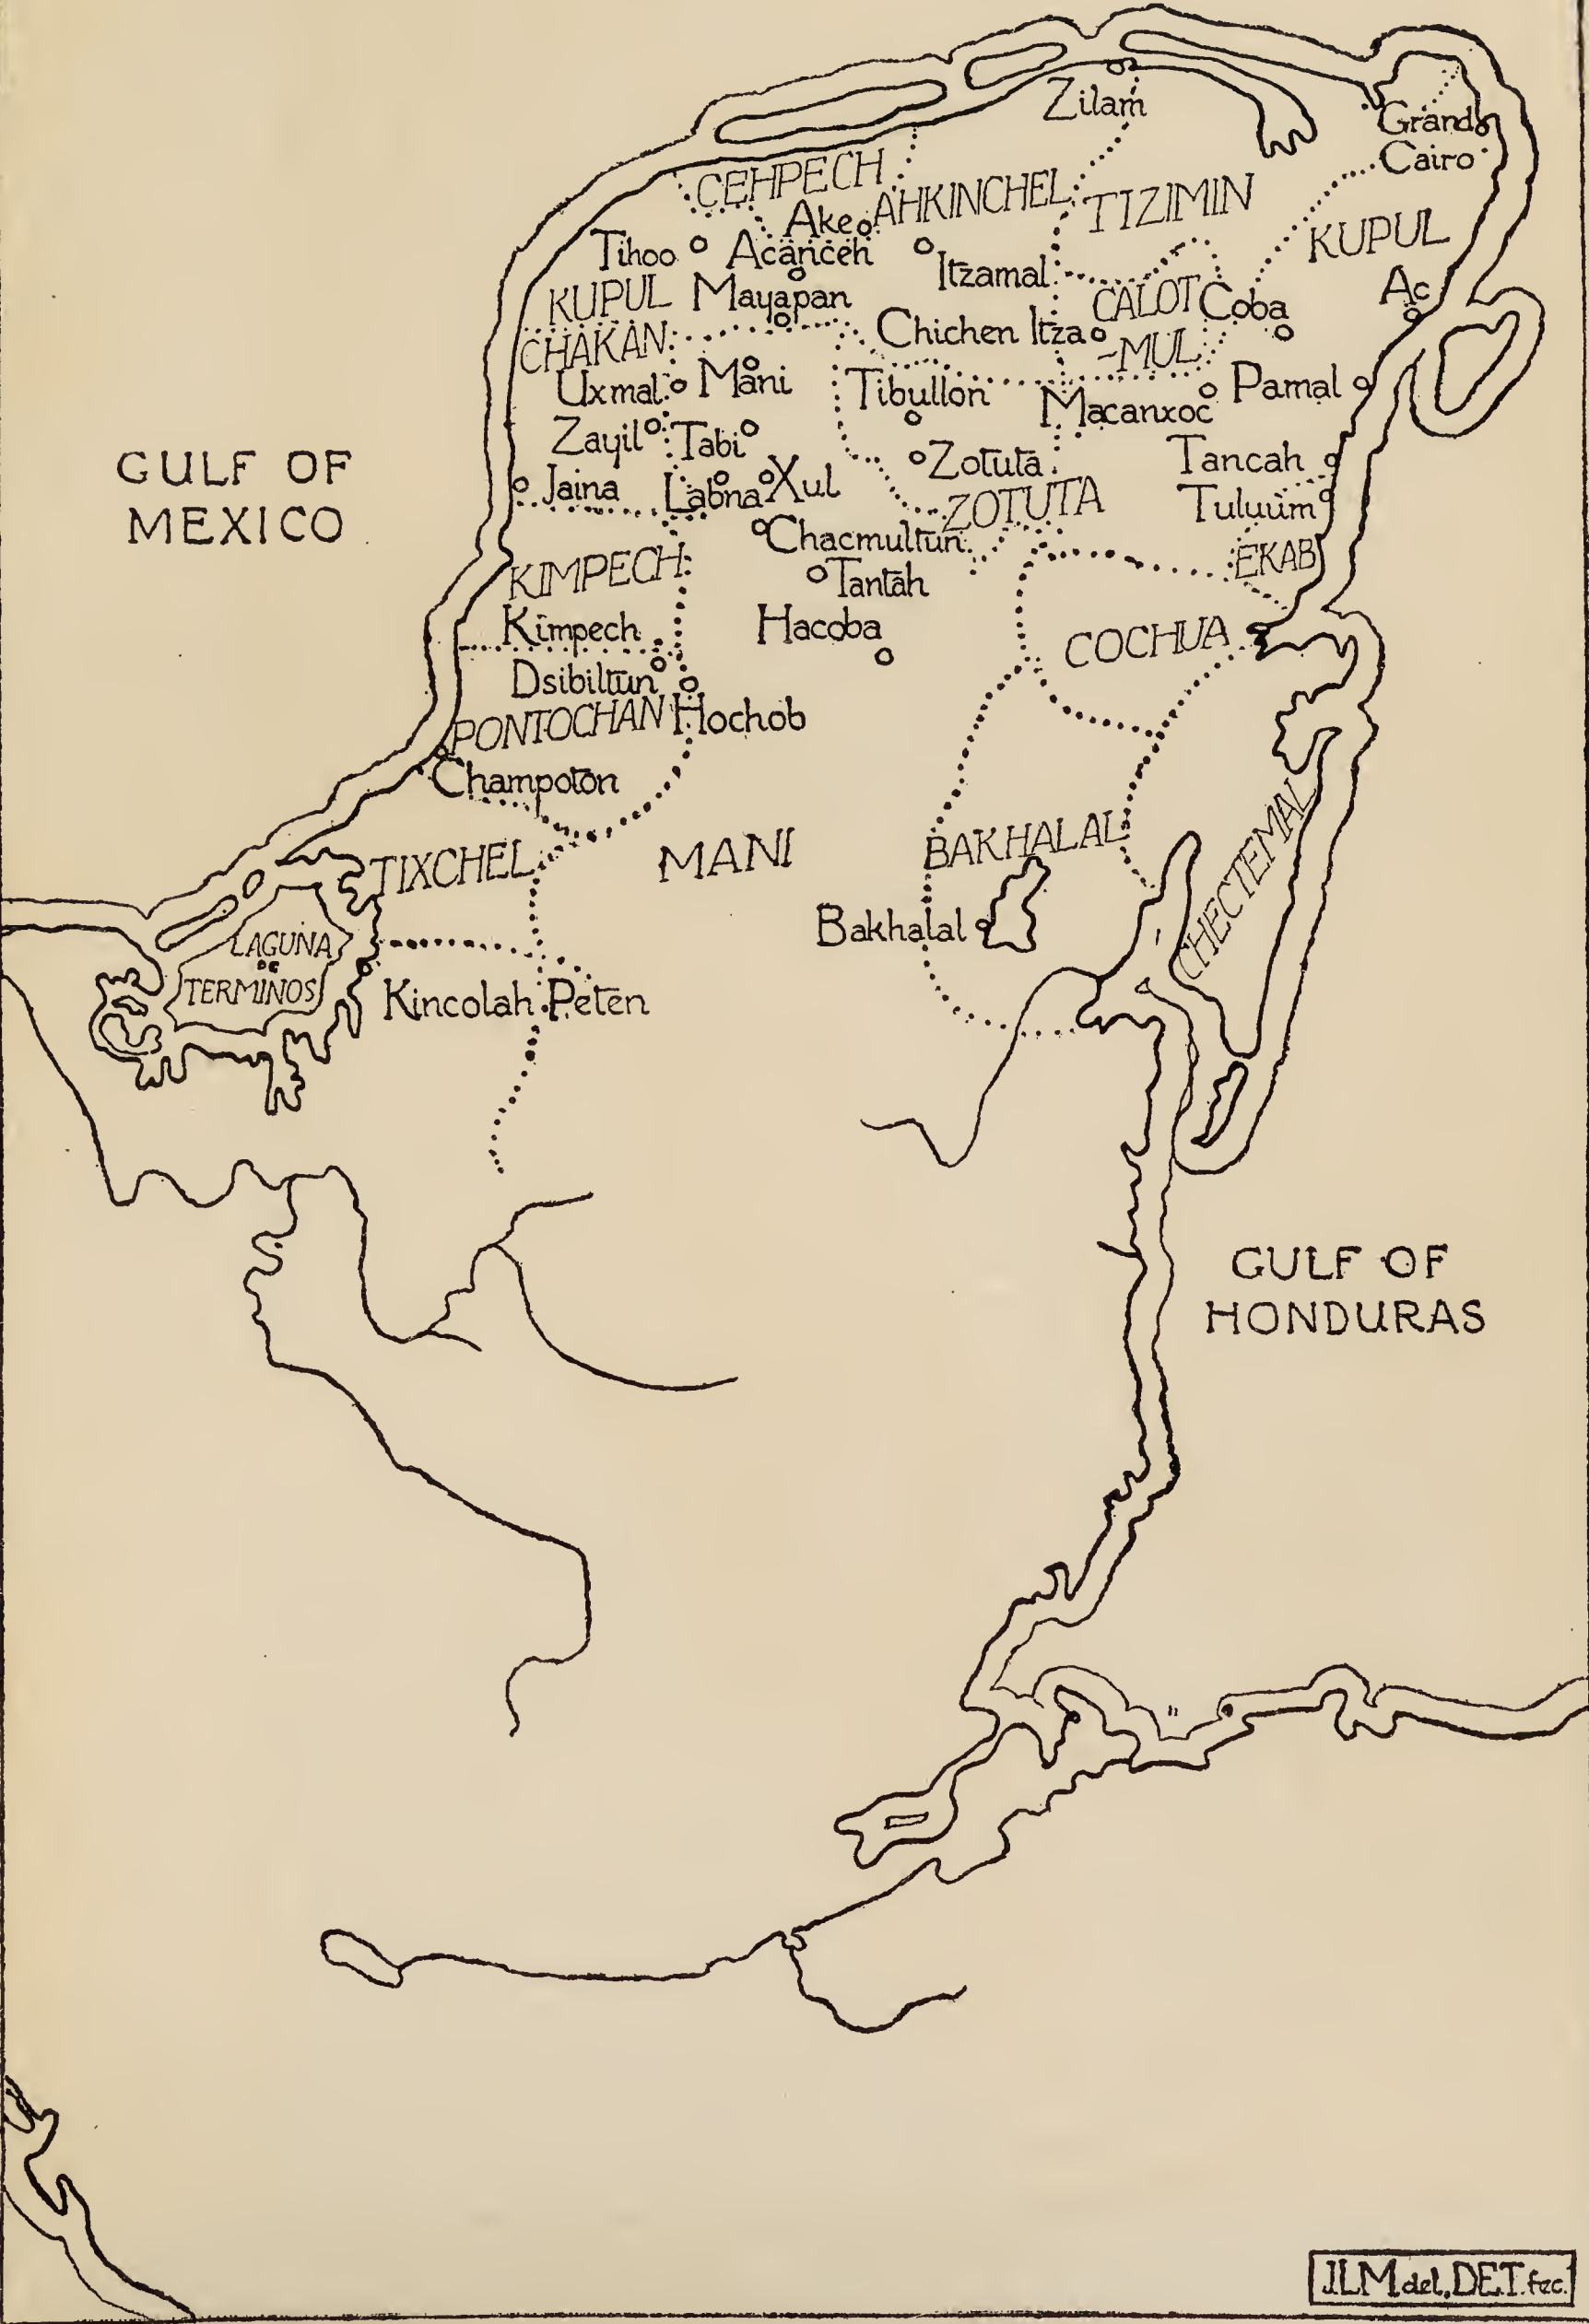 Zilam
Grand
Cairo
CEHPECH
AHKINCHEL
TIZIMIN
KUPUL
Ake
Tihoo
Acanceh
Itzamal
KUPUL
Mayapan
CALOT
-MUL
Coba
Ac
CHAKAN
Chichen Itza
Uxmal
Mani
Tibullon
Macanxoc
Pamal
Zayil
Tabi
Zotuta
Tancah
GULF OF
MEXICO
Jaina
Labna
Xul
ZOTUTA
Tuluum
Chacmultun
EKAB
KIMPECH
Tantah
Kimpech
Hacoba
COCHUA
Dsibiltun
PONTOCHAN
Hochob
Champoton
TIXCHEL
MANI
BAKHALAL
CHECTEMAL
Bakhalal
LAGUNA
DE
TERMINOS
Kincolah Peten
GULF OF
HONDURAS
J.L.M del. D.E.T. fec.